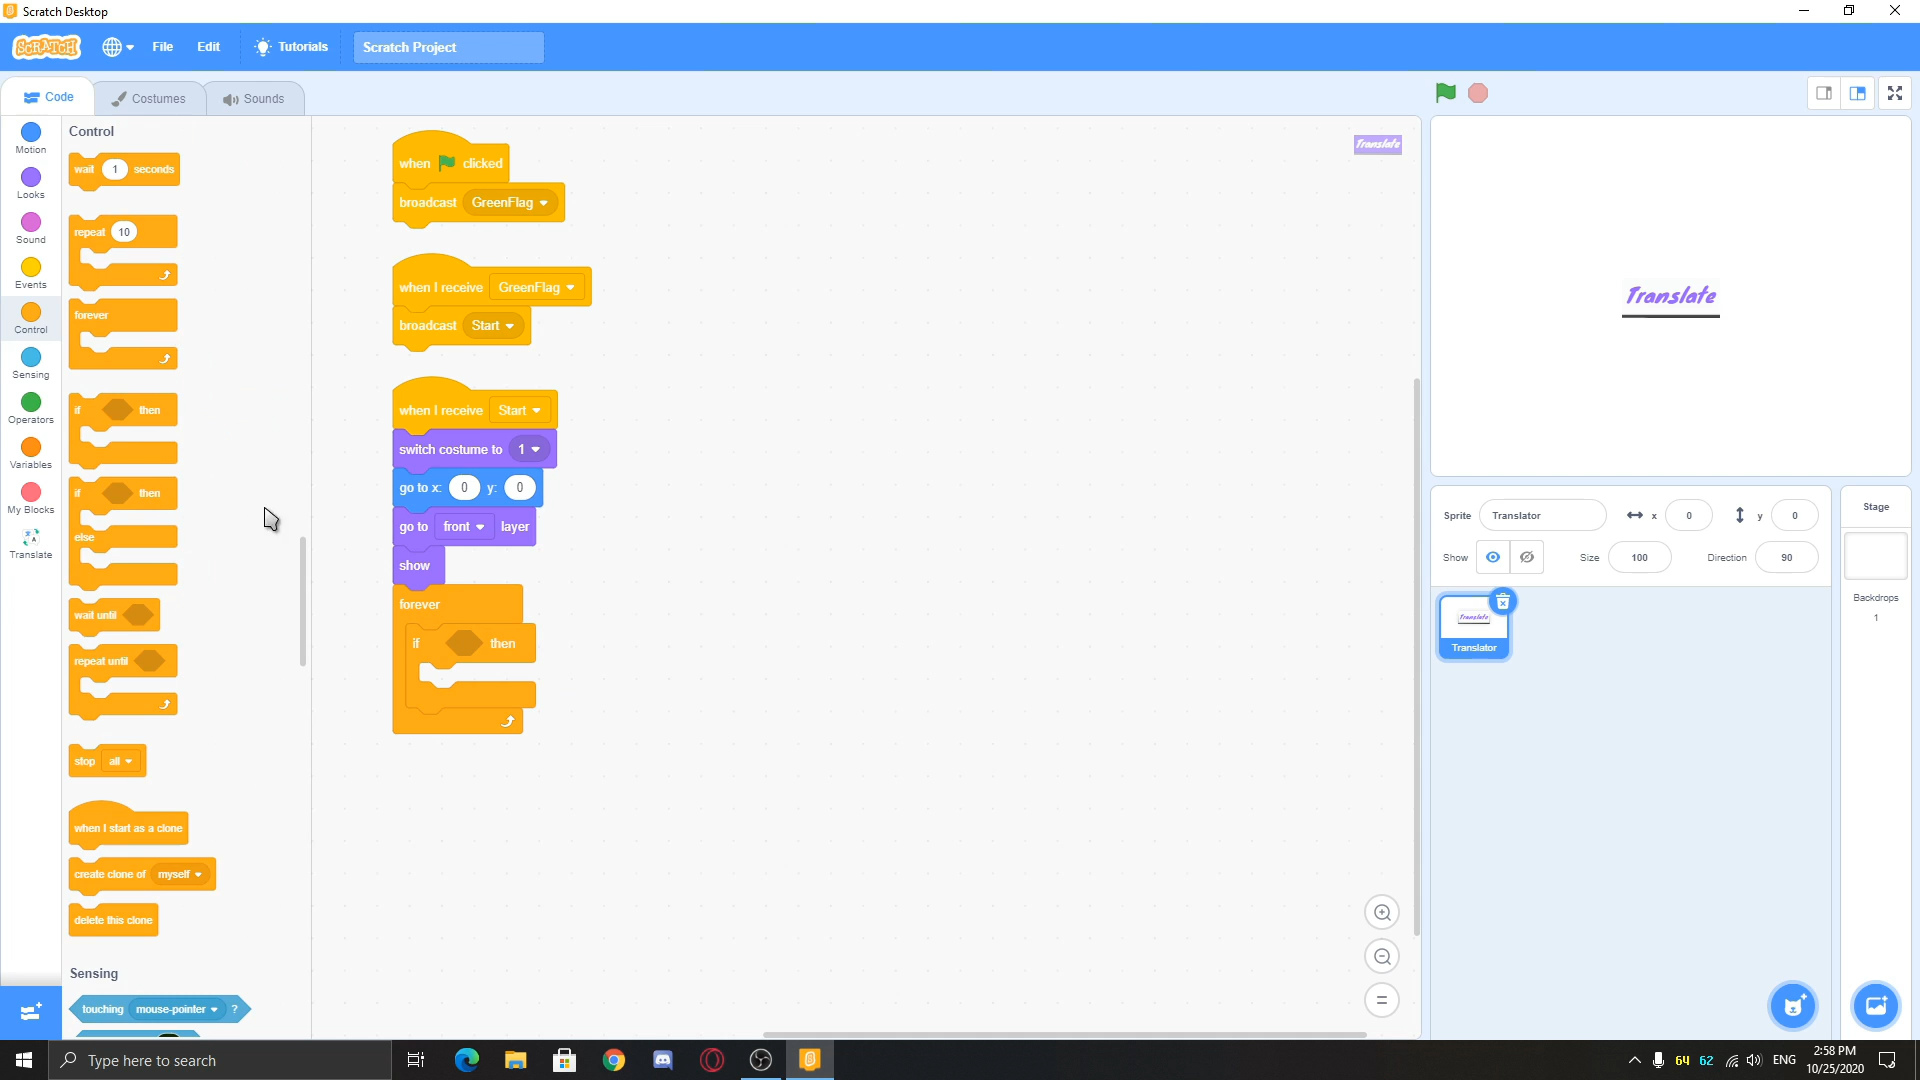 Scratch Desktop
SCRATCH
File
Edit
Tutorials
Scratch Project
Code
Costumes
Sounds
Motion
Looks
Sound
Events
Control
Sensing
Operators
Variables
My Blocks
Translate
Control
wait 1 seconds
repeat 10
forever
if then
if then
else
wait until
repeat until
stop all
when I start as a clone
create clone of myself
delete this clone
Sensing
touching mouse-pointer ?
when clicked
broadcast GreenFlag
when I receive GreenFlag
broadcast Start
when I receive Start
switch costume to 1
go to x: 0 y: 0
go to front layer
show
forever
if then
Translate
Translate
Sprite Translator x 0 y 0
Show Size 100 Direction 90
Translate
Translator
Stage
Backdrops
1
Type here to search
64 62 ENG
2:58 PM
10/25/2020